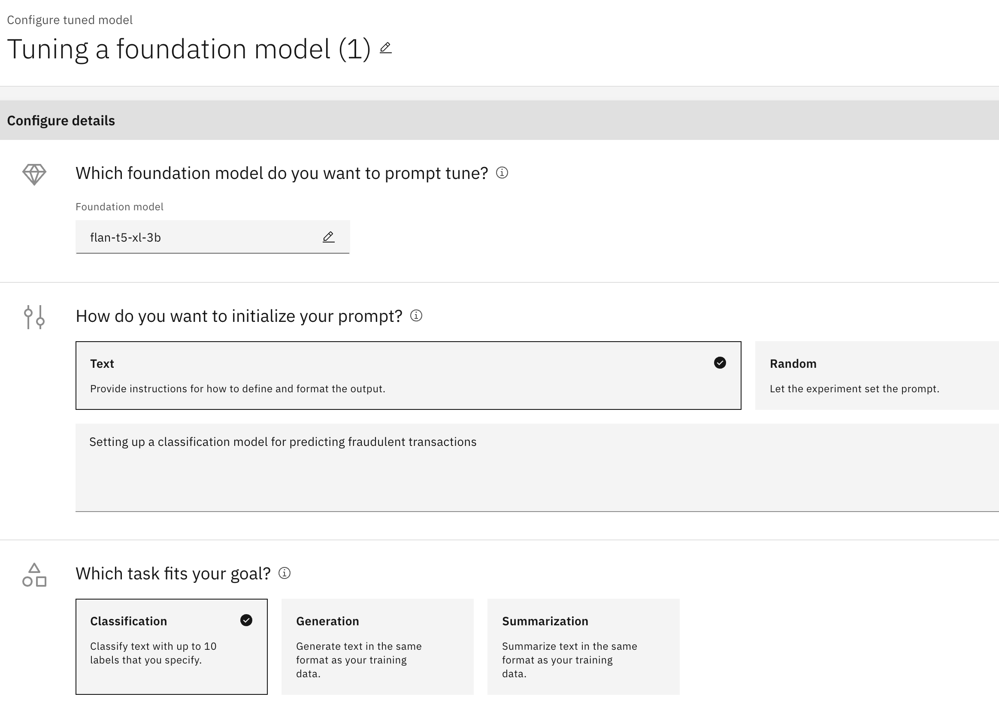 Configure tuned model
Tuning a foundation model (1)
Configure details
Which foundation model do you want to prompt tune?
Foundation model
flan-t5-xl-3b
How do you want to initialize your prompt?
Text
Provide instructions for how to define and format the output.
Random
Let the experiment set the prompt.
Setting up a classification model for predicting fraudulent transactions
Which task fits your goal?
Classification
Classify text with up to 10
labels that you specify.
Generation
Generate text in the same
format as your training
data.
Summarization
Summarize text in the same
format as your training
data.